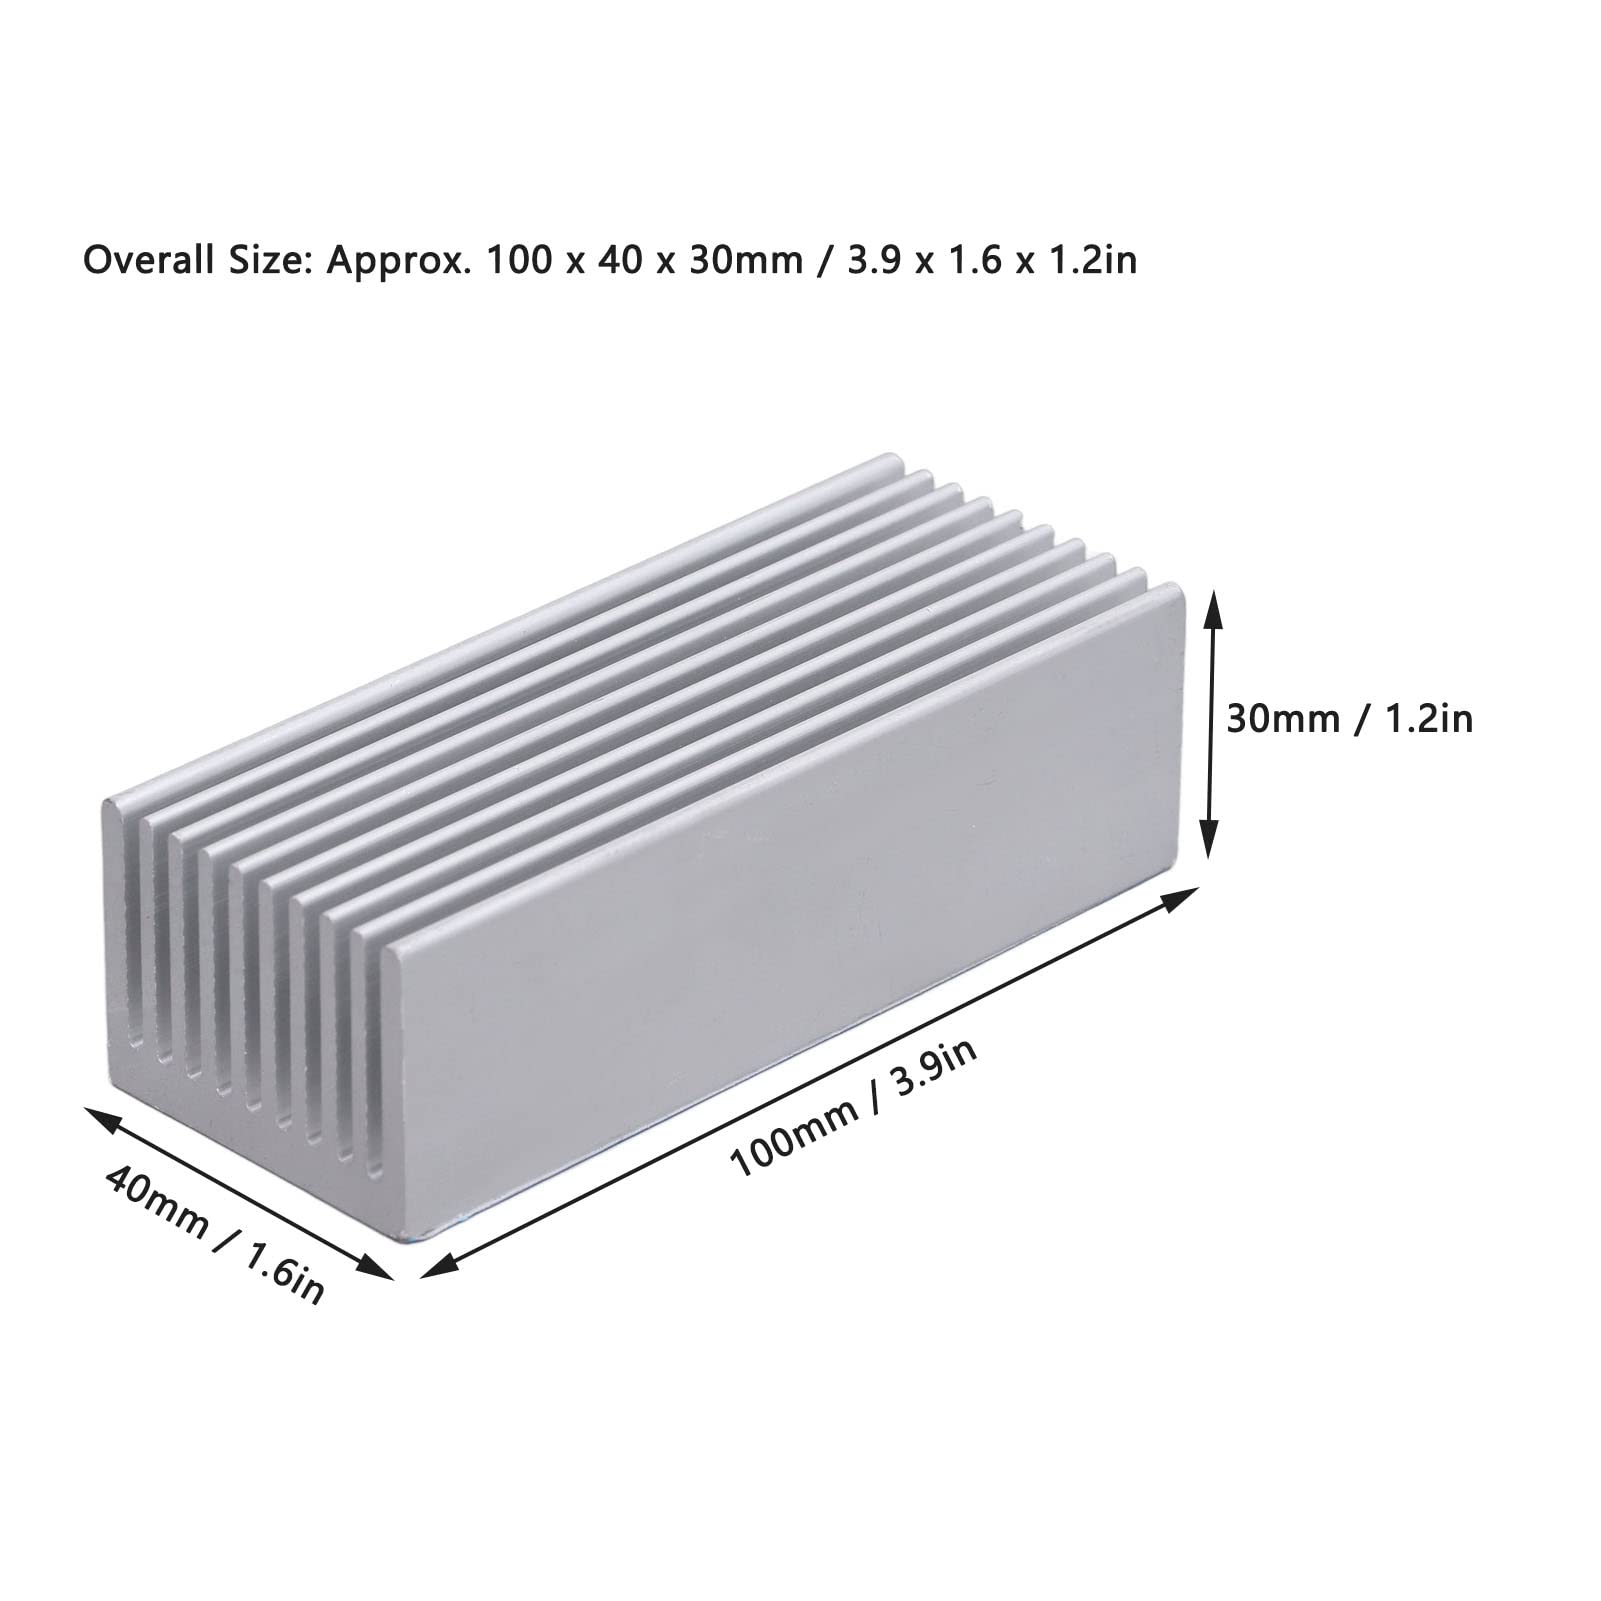 Overall Size: Approx. 100 x 40 x 30mm / 3.9 x 1.6 x 1.2in
30mm / 1.2in
100mm / 3.9in
40mm / 1.6in